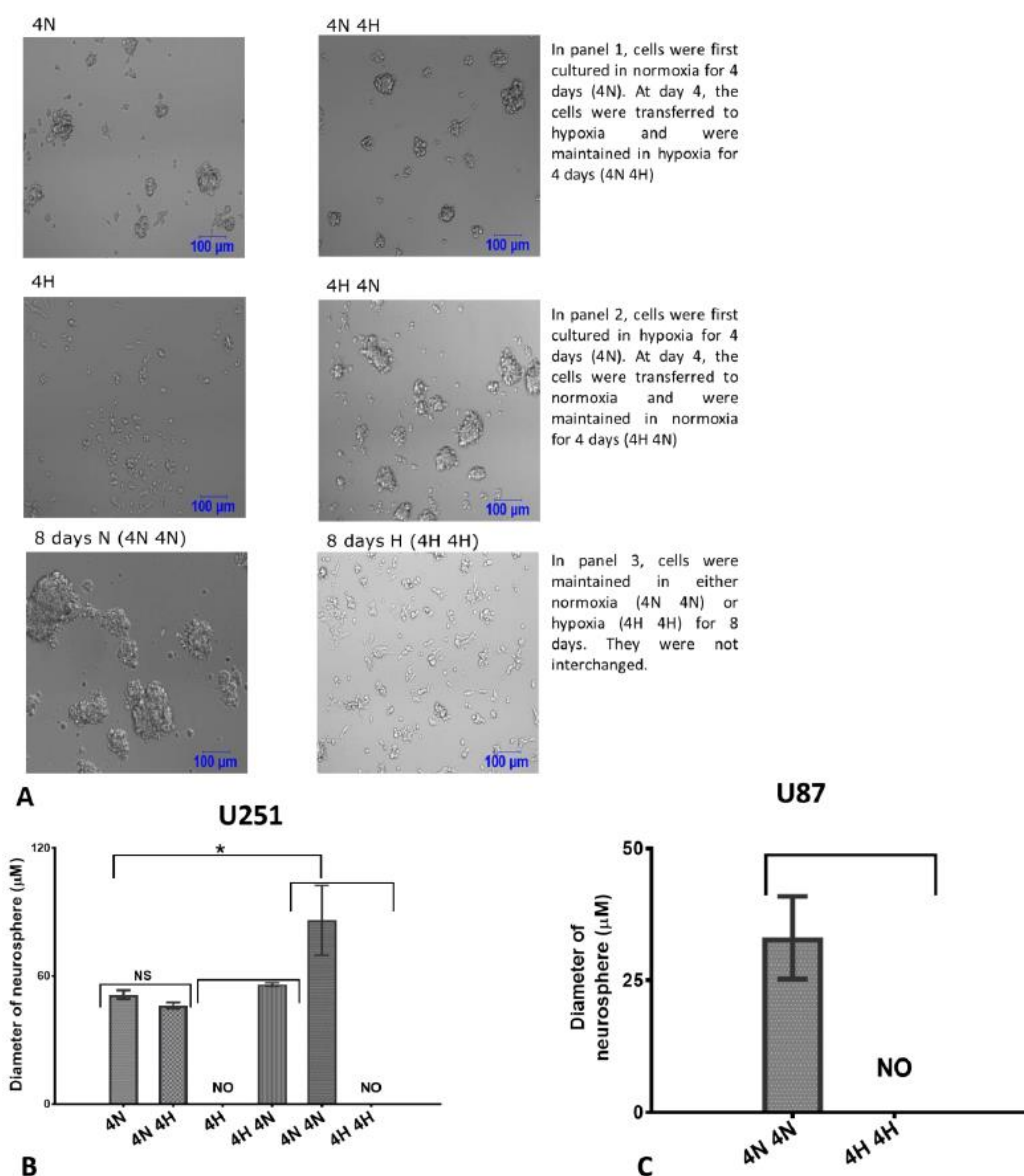 4N
4N 4H
In panel 1, cells were first
cultured in normoxia for 4
days (4N). At day 4, the
cells were transferred to
hypoxia and were
maintained in hypoxia for
4 days (4N 4H)
100 µm
100 µm
4H
4H 4N
In panel 2, cells were first
cultured in hypoxia for 4
days (4N). At day 4, the
cells were transferred to
normoxia and were
maintained in normoxia
for 4 days (4H 4N)
100 µm
100 µm
8 days N (4N 4N)
8 days H (4H 4H)
In panel 3, cells were
maintained in either
normoxia (4N 4N) or
hypoxia (4H 4H) for 8
days. They were not
interchanged.
100 µm
100 µm
A
U251
Diameter of neurosphere (µM)
120
60
0
*
NS
NO
NO
4N
4N 4H
4H
4H 4N
4N 4N
4H 4H
B
U87
Diameter of
neurosphere (µM)
50
25
0
NO
4N 4N
4H 4H
C